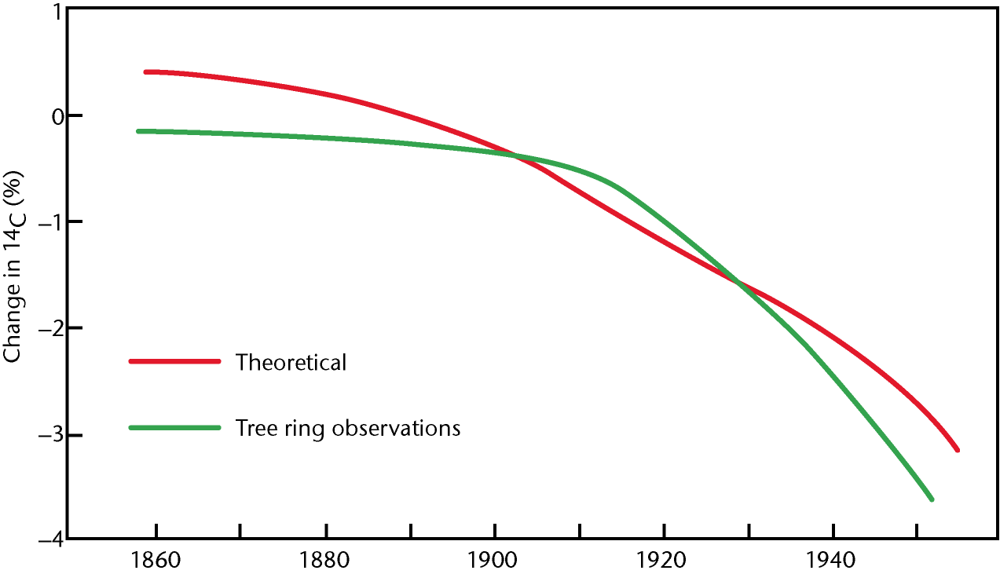 1
0
–1
–2
–3
–4
Change in 14C (%)
Theoretical
Tree ring observations
1860 1880 1900 1920 1940